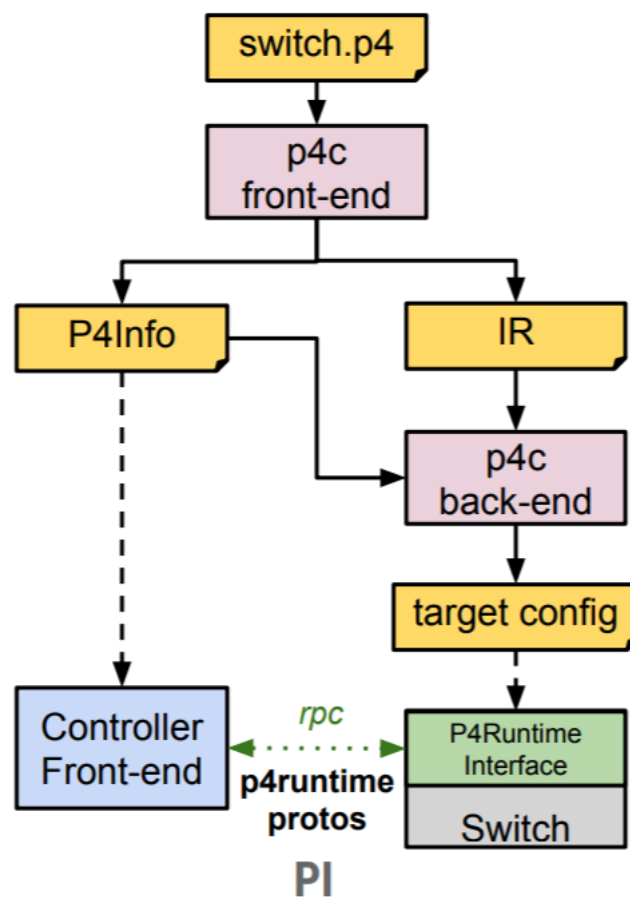 switch.p4
p4c
front-end
P4Info
IR
p4c
back-end
target config
Controller
Front-end
rpc
p4runtime
protos
P4Runtime
Interface
Switch
PI